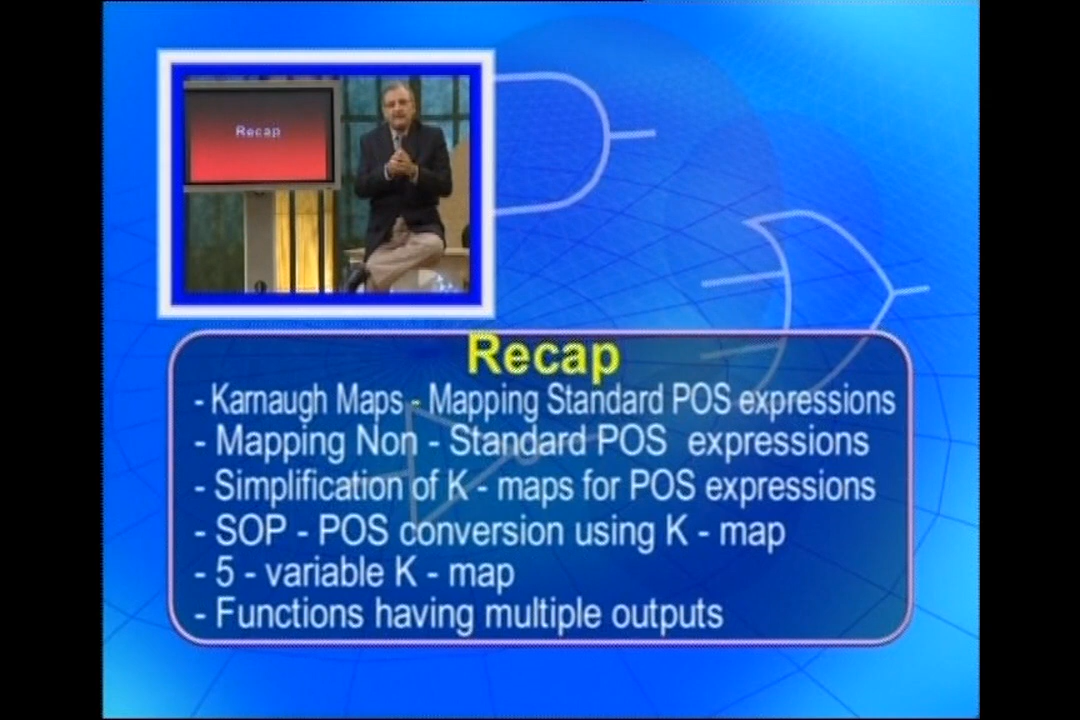 Recap
Recap
- Karnaugh Maps - Mapping Standard POS expressions
- Mapping Non - Standard POS expressions
- Simplification of K - maps for POS expressions
- SOP - POS conversion using K - map
- 5 - variable K - map
- Functions having multiple outputs